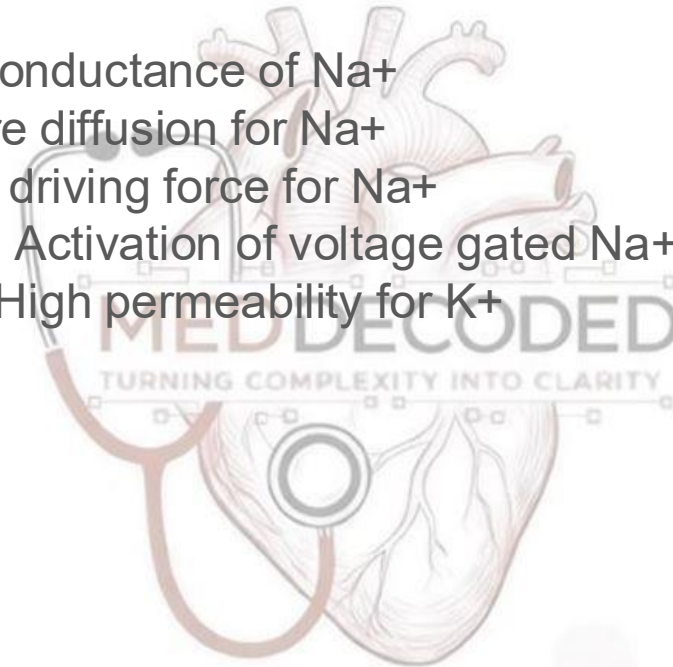 onductance of Na+
e diffusion for Na+
driving force for Na+
Activation of voltage gated Na+
High permeability for K+
MEDDECODED
TURNING COMPLEXITY INTO CLARITY